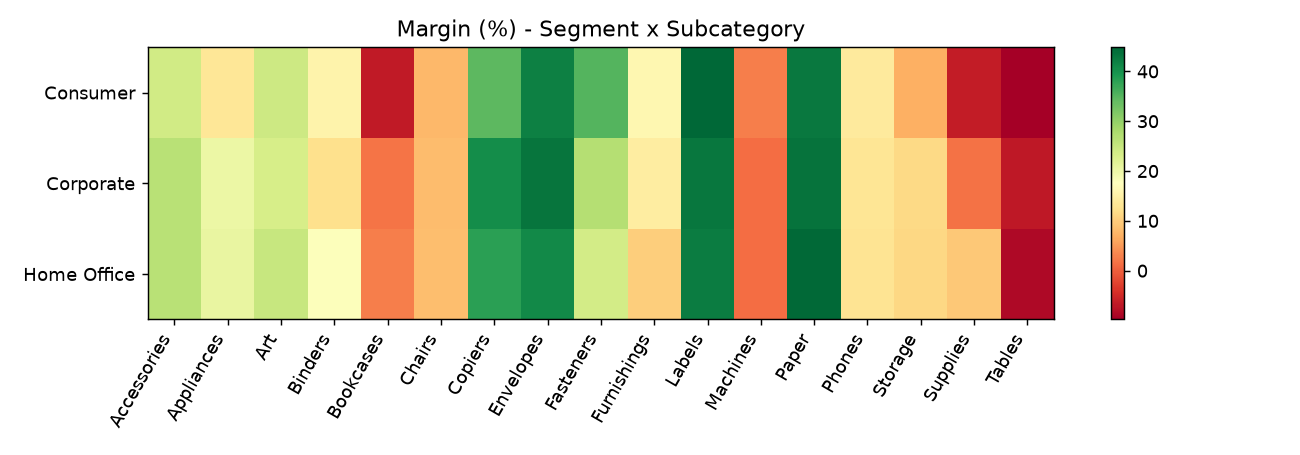 Margin (%) - Segment x Subcategory
Consumer
Corporate
Home Office
40
30
20
10
0
Accessories
Appliances
Art
Binders
Bookcases
Chairs
Copiers
Envelopes
Fasteners
Furnishings
Labels
Machines
Paper
Phones
Storage
Supplies
Tables